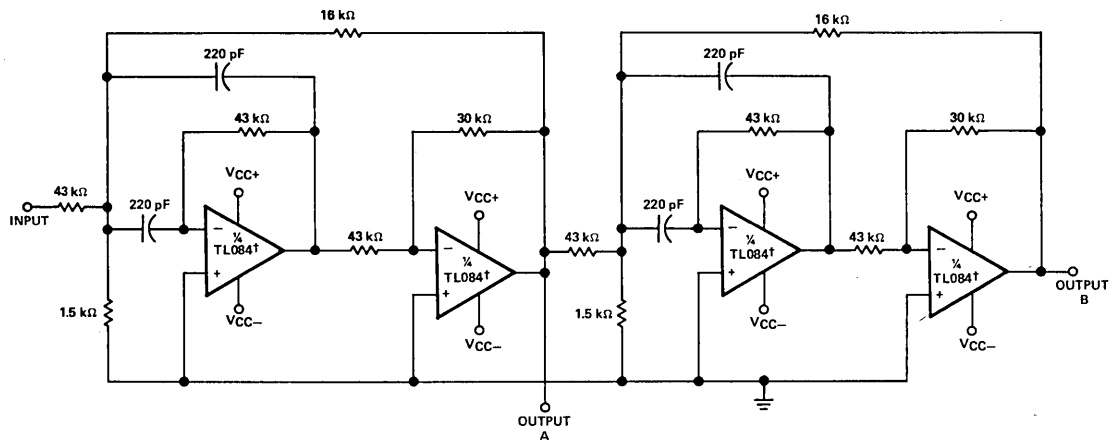 16 kΩ
16 kΩ
220 pF
220 pF
43 kΩ
30 kΩ
43 kΩ
30 kΩ
43 kΩ
INPUT
220 pF
VCC+
–
¼
TL084†
+
VCC–
1.5 kΩ
43 kΩ
VCC+
–
¼
TL084†
+
VCC–
43 kΩ
220 pF
VCC+
–
¼
TL084†
+
VCC–
1.5 kΩ
43 kΩ
VCC+
–
¼
TL084†
+
VCC–
OUTPUT
B
OUTPUT
A